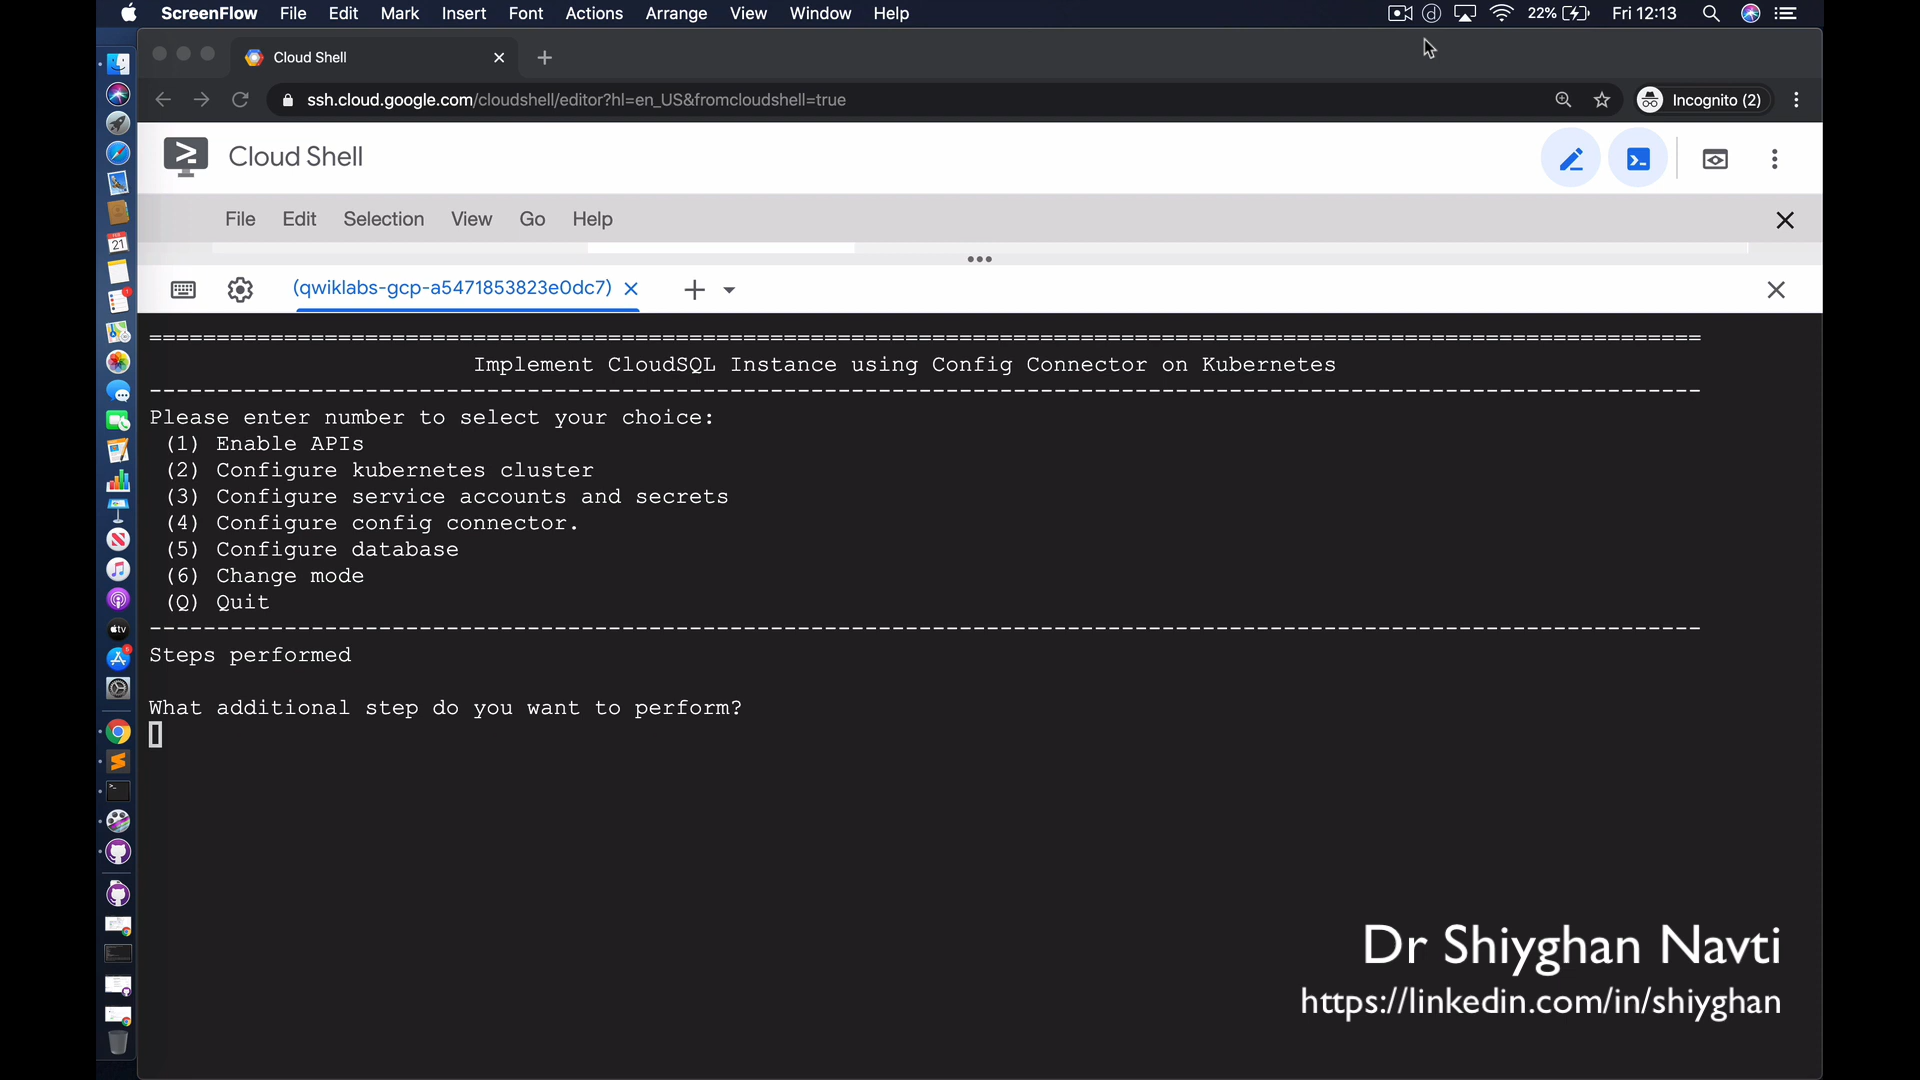 ScreenFlow File Edit Mark Insert Font Actions Arrange View Window Help 22% Fri 12:13
Cloud Shell
ssh.cloud.google.com/cloudshell/editor?hl=en_US&fromcloudshell=true Incognito (2)
Cloud Shell
File Edit Selection View Go Help
(qwiklabs-gcp-a5471853823e0dc7)
================================================================================
Implement CloudSQL Instance using Config Connector on Kubernetes
--------------------------------------------------------------------------------
Please enter number to select your choice:
(1) Enable APIs
(2) Configure kubernetes cluster
(3) Configure service accounts and secrets
(4) Configure config connector.
(5) Configure database
(6) Change mode
(Q) Quit
--------------------------------------------------------------------------------
Steps performed
What additional step do you want to perform?
Dr Shiyghan Navti
https://linkedin.com/in/shiyghan